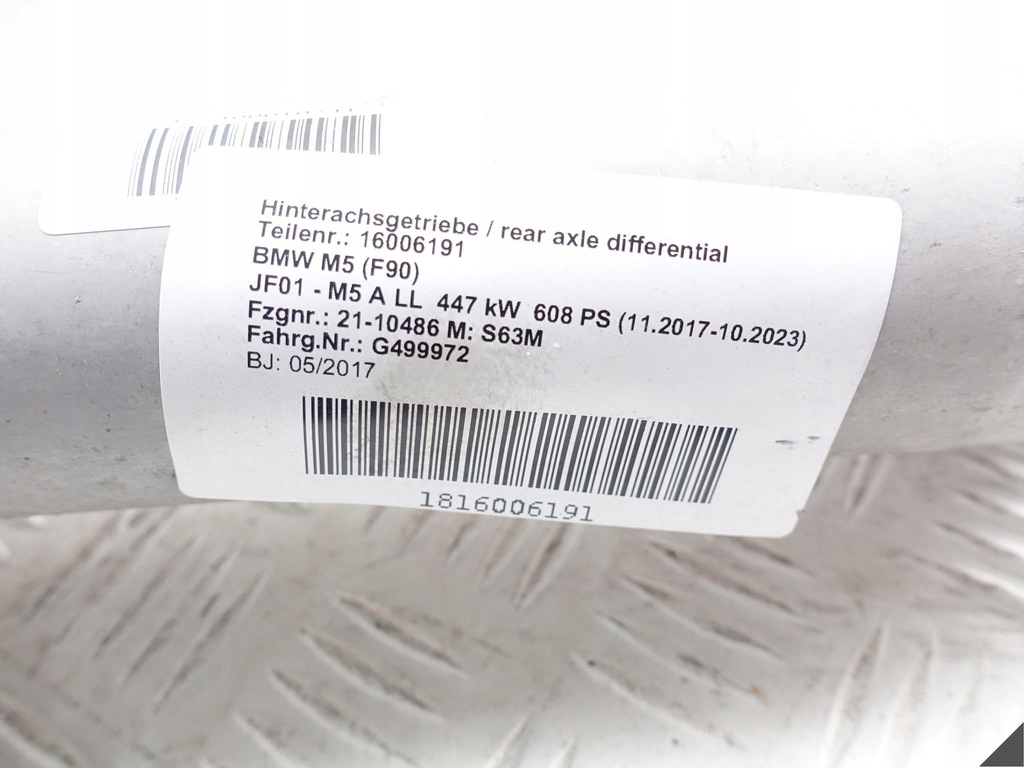 Hinterachsgetriebe / rear axle differential
Teilenr.: 16006191
BMW M5 (F90)
JF01 - M5 A LL 447 kW 608 PS (11.2017-10.2023)
Fzgnr.: 21-10486 M: S63M
Fahrg.Nr.: G499972
BJ: 05/2017
1816006191